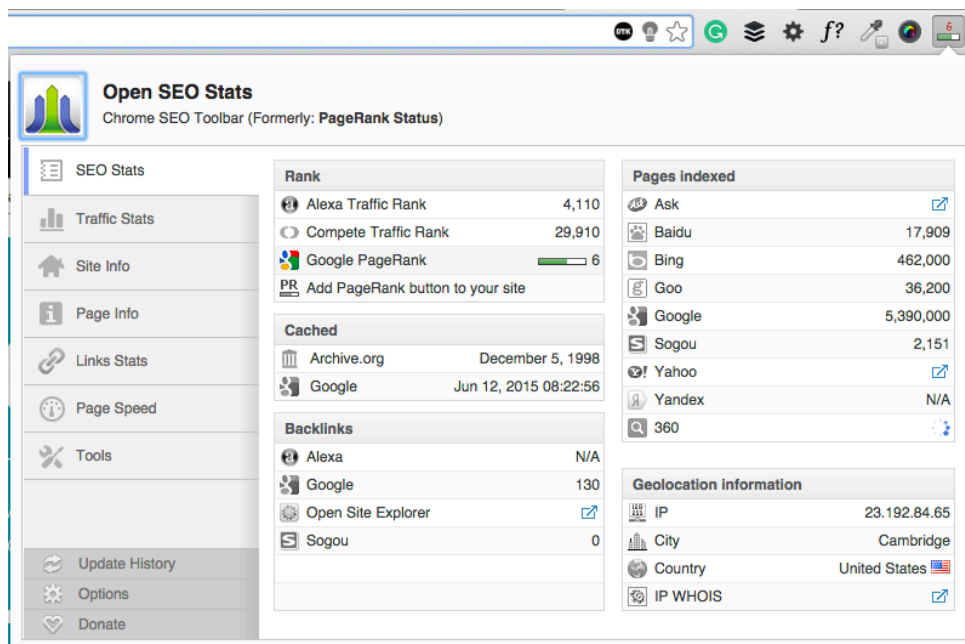 DTK
f?
6
Open SEO Stats
Chrome SEO Toolbar (Formerly: PageRank Status)
SEO Stats
Traffic Stats
Site Info
Page Info
Links Stats
Page Speed
Tools
Update History
Options
Donate
Rank
Alexa Traffic Rank 4,110
Compete Traffic Rank 29,910
Google PageRank 6
PR Add PageRank button to your site
Cached
Archive.org December 5, 1998
Google Jun 12, 2015 08:22:56
Backlinks
Alexa N/A
Google 130
Open Site Explorer
Sogou 0
Pages indexed
Ask
Baidu 17,909
Bing 462,000
Goo 36,200
Google 5,390,000
Sogou 2,151
Yahoo
Yandex N/A
360
Geolocation information
IP 23.192.84.65
City Cambridge
Country United States
IP WHOIS